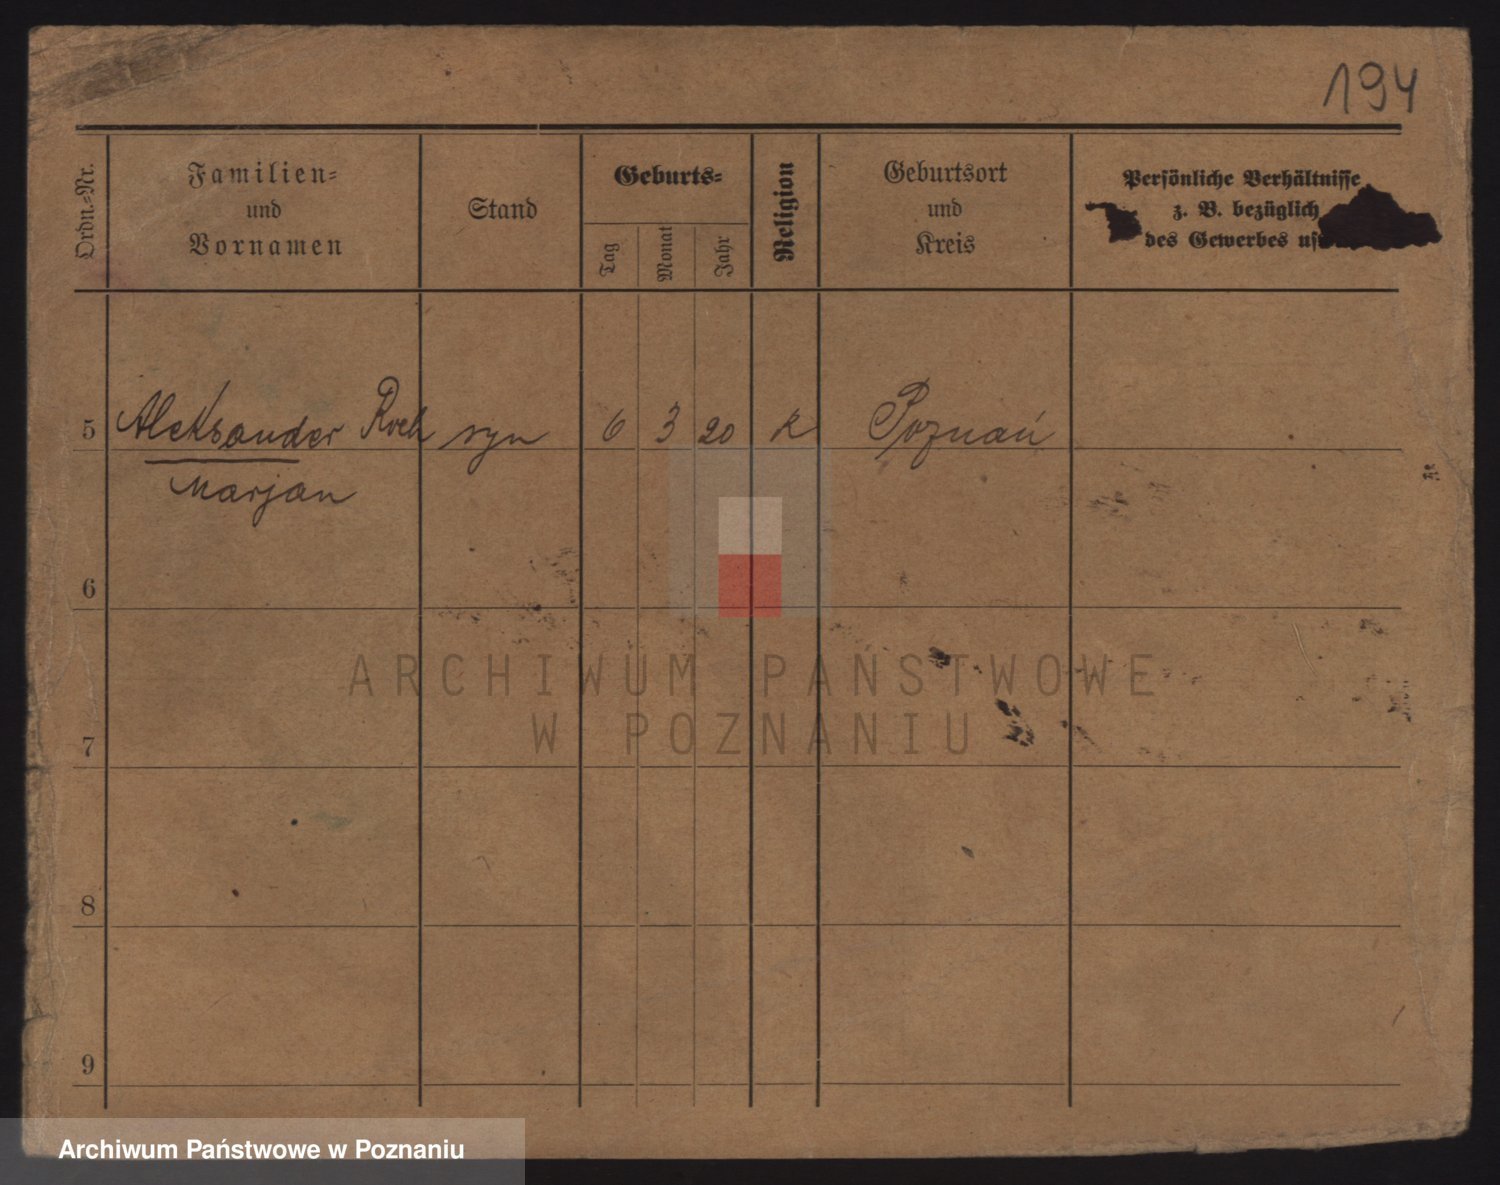 194
Ordn.-Nr.
Familien-
und
Vornamen
Stand
Geburts-
Tag
Monat
Jahr
Religion
Geburtsort
und
Kreis
Persönliche Verhältnisse
z. B. bezüglich
des Gewerbes
5 Aleksander Roch syn 6 3 20 k Poznań
Marjan
6
7
8
9
ARCHIWUM PAŃSTWOWE
W POZNANIU
Archiwum Państwowe w Poznaniu